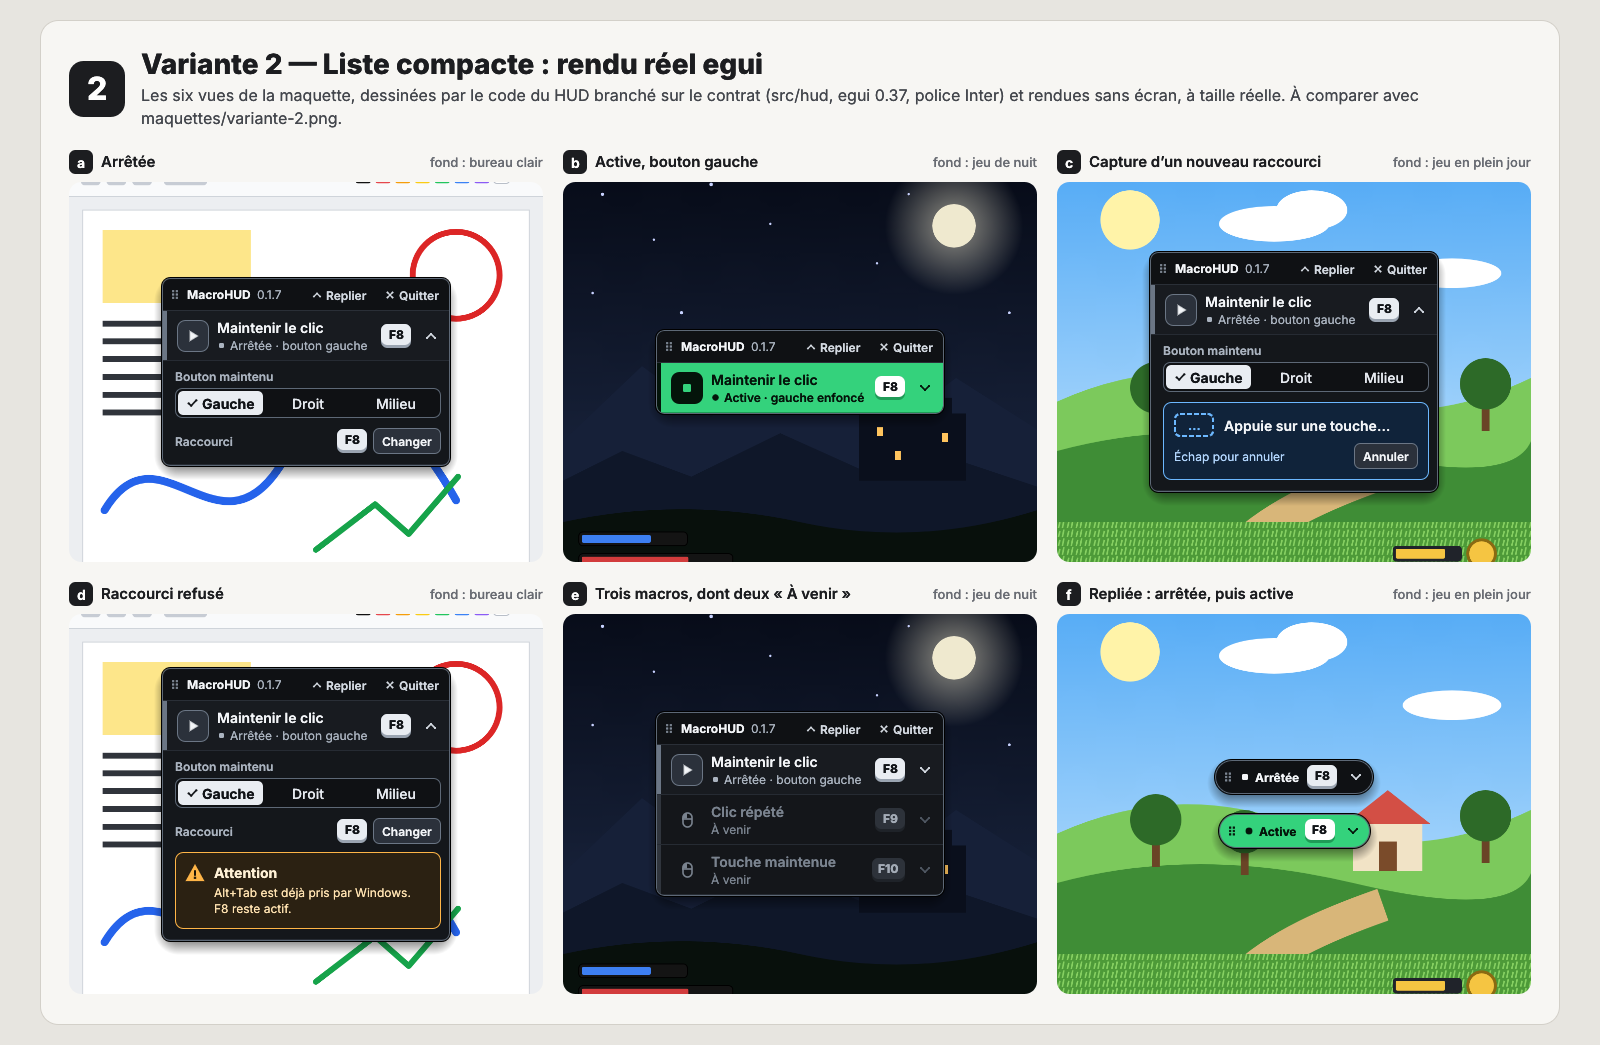 2
Variante 2 — Liste compacte : rendu réel egui
Les six vues de la maquette, dessinées par le code du HUD branché sur le contrat (src/hud, egui 0.37, police Inter) et rendues sans écran, à taille réelle. À comparer avec
maquettes/variante-2.png.
a Arrêtée fond : bureau clair
MacroHUD 0.1.7 Replier Quitter
Maintenir le clic F8
Arrêtée · bouton gauche
Bouton maintenu
Gauche Droit Milieu
Raccourci F8 Changer
b Active, bouton gauche fond : jeu de nuit
MacroHUD 0.1.7 Replier Quitter
Maintenir le clic F8
Active · gauche enfoncé
c Capture d’un nouveau raccourci fond : jeu en plein jour
MacroHUD 0.1.7 Replier Quitter
Maintenir le clic F8
Arrêtée · bouton gauche
Bouton maintenu
Gauche Droit Milieu
... Appuie sur une touche...
Échap pour annuler Annuler
d Raccourci refusé fond : bureau clair
MacroHUD 0.1.7 Replier Quitter
Maintenir le clic F8
Arrêtée · bouton gauche
Bouton maintenu
Gauche Droit Milieu
Raccourci F8 Changer
Attention
Alt+Tab est déjà pris par Windows.
F8 reste actif.
e Trois macros, dont deux « À venir » fond : jeu de nuit
MacroHUD 0.1.7 Replier Quitter
Maintenir le clic F8
Arrêtée · bouton gauche
Clic répété F9
À venir
Touche maintenue F10
À venir
f Repliée : arrêtée, puis active fond : jeu en plein jour
Arrêtée F8
Active F8